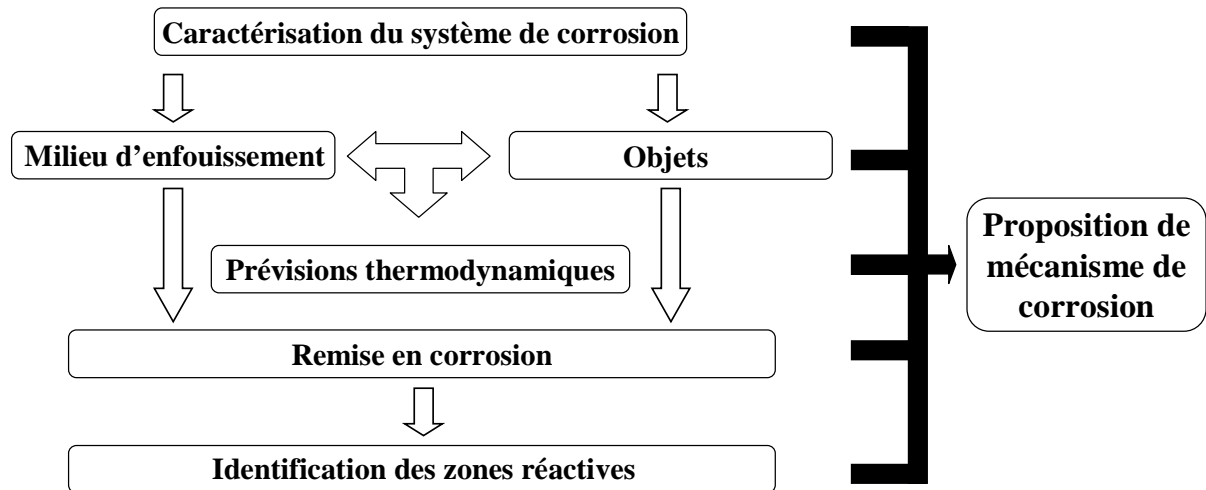 Caractérisation du système de corrosion
Milieu d'enfouissement
Objets
Prévisions thermodynamiques
Remise en corrosion
Identification des zones réactives
Proposition de
mécanisme de
corrosion